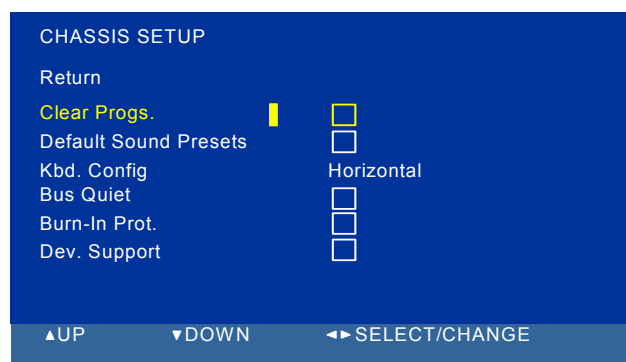 CHASSIS SETUP
Return
Clear Progs.
Default Sound Presets
Kbd. Config Horizontal
Bus Quiet
Burn-In Prot.
Dev. Support
▲UP ▼DOWN ◄►SELECT/CHANGE